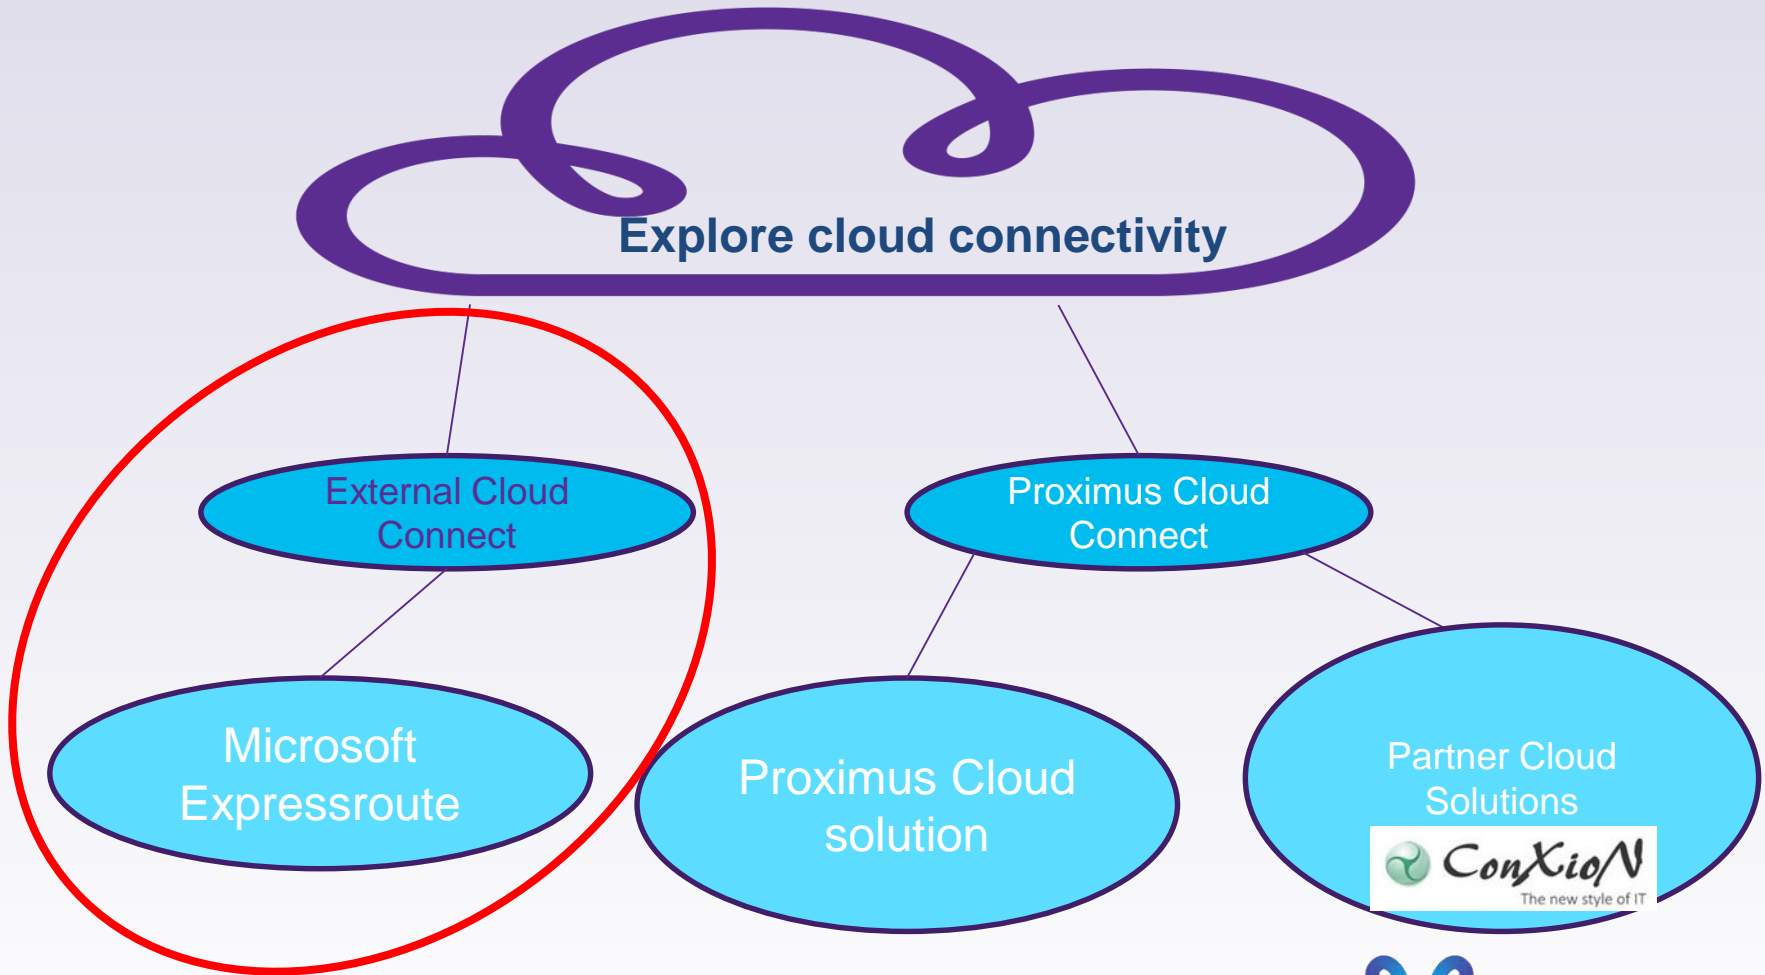 Explore cloud connectivity
External Cloud
Connect
Proximus Cloud
Connect
Microsoft
Expressroute
Proximus Cloud
solution
Partner Cloud
Solutions
ConXioN
The new style of IT